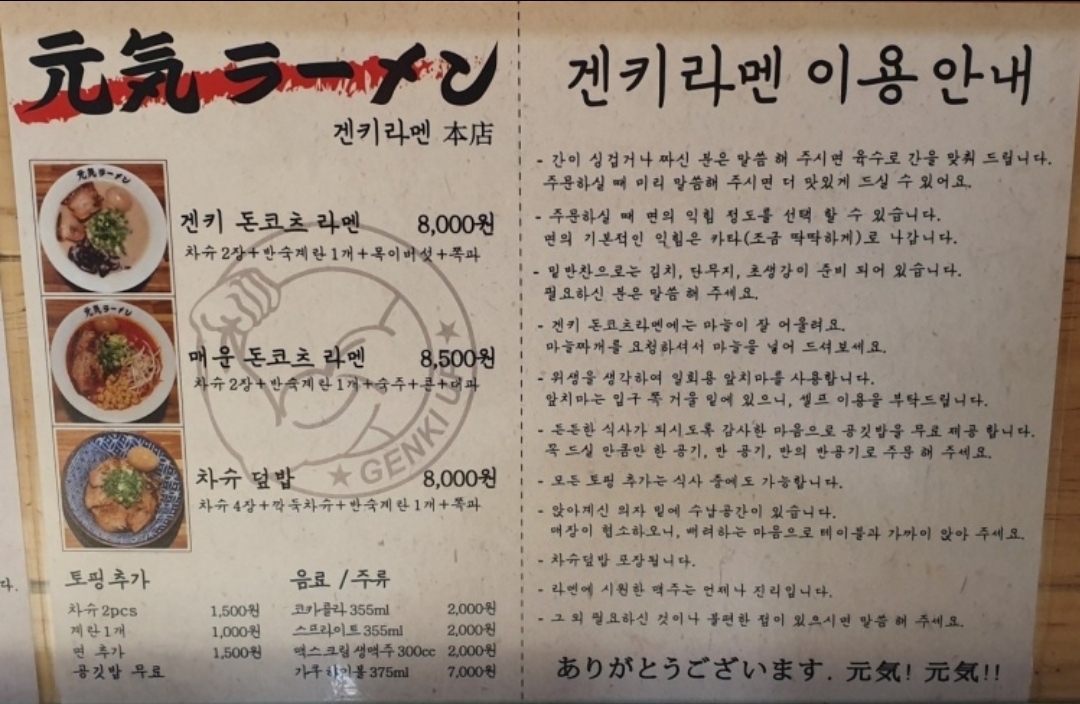 元気ラーメン
겐키라멘 本店
元気ラーメン
겐키 돈코츠 라멘 8,000원
차슈 2장+반숙계란 1개+목이버섯+쪽파
元気ラーメン
매운 돈코츠 라멘 8,500원
차슈 2장+반숙계란 1개+숙주+콘+대파
차슈 덮밥 8,000원
차슈 4장+깍둑차슈+반숙계란 1개+쪽파
GENKI
토핑 추가
차슈 2pcs 1,500원
계란 1개 1,000원
면 추가 1,500원
공깃밥 무료
음료 / 주류
코카콜라 355ml 2,000원
스프라이트 355ml 2,000원
맥스 크림 생맥주 300cc 2,000원
가쿠 하이볼 375ml 7,000원
다.
겐키라멘 이용안내
- 간이 싱겁거나 짜신 분은 말씀 해 주시면 육수로 간을 맞춰 드립니다.
주문하실 때 미리 말씀해 주시면 더 맛있게 드실 수 있어요.
- 주문하실 때 면의 익힘 정도를 선택 할 수 있습니다.
면의 기본적인 익힘은 카타(조금 딱딱하게)로 나갑니다.
- 밑반찬으로는 김치, 단무지, 초생강이 준비 되어 있습니다.
필요하신 분은 말씀 해 주세요.
- 겐키 돈코츠라멘에는 마늘이 잘 어울려요.
마늘짜개를 요청하셔서 마늘을 넣어 드셔보세요.
- 위생을 생각하여 일회용 앞치마를 사용합니다.
앞치마는 입구 쪽 거울 밑에 있으니, 셀프 이용을 부탁드립니다.
- 든든한 식사가 되시도록 감사한 마음으로 공깃밥을 무료 제공 합니다.
꼭 드실 만큼만 한 공기, 반 공기, 반의 반공기로 주문 해 주세요.
- 모든 토핑 추가는 식사 중에도 가능합니다.
- 앉아계신 의자 밑에 수납공간이 있습니다.
매장이 협소하오니, 배려하는 마음으로 테이블과 가까이 앉아 주세요.
- 차슈덮밥 포장됩니다.
- 라멘에 시원한 맥주는 언제나 진리입니다.
- 그 외 필요하신 것이나 불편한 점이 있으시면 말씀 해 주세요.
ありがとうございます. 元気! 元気!!